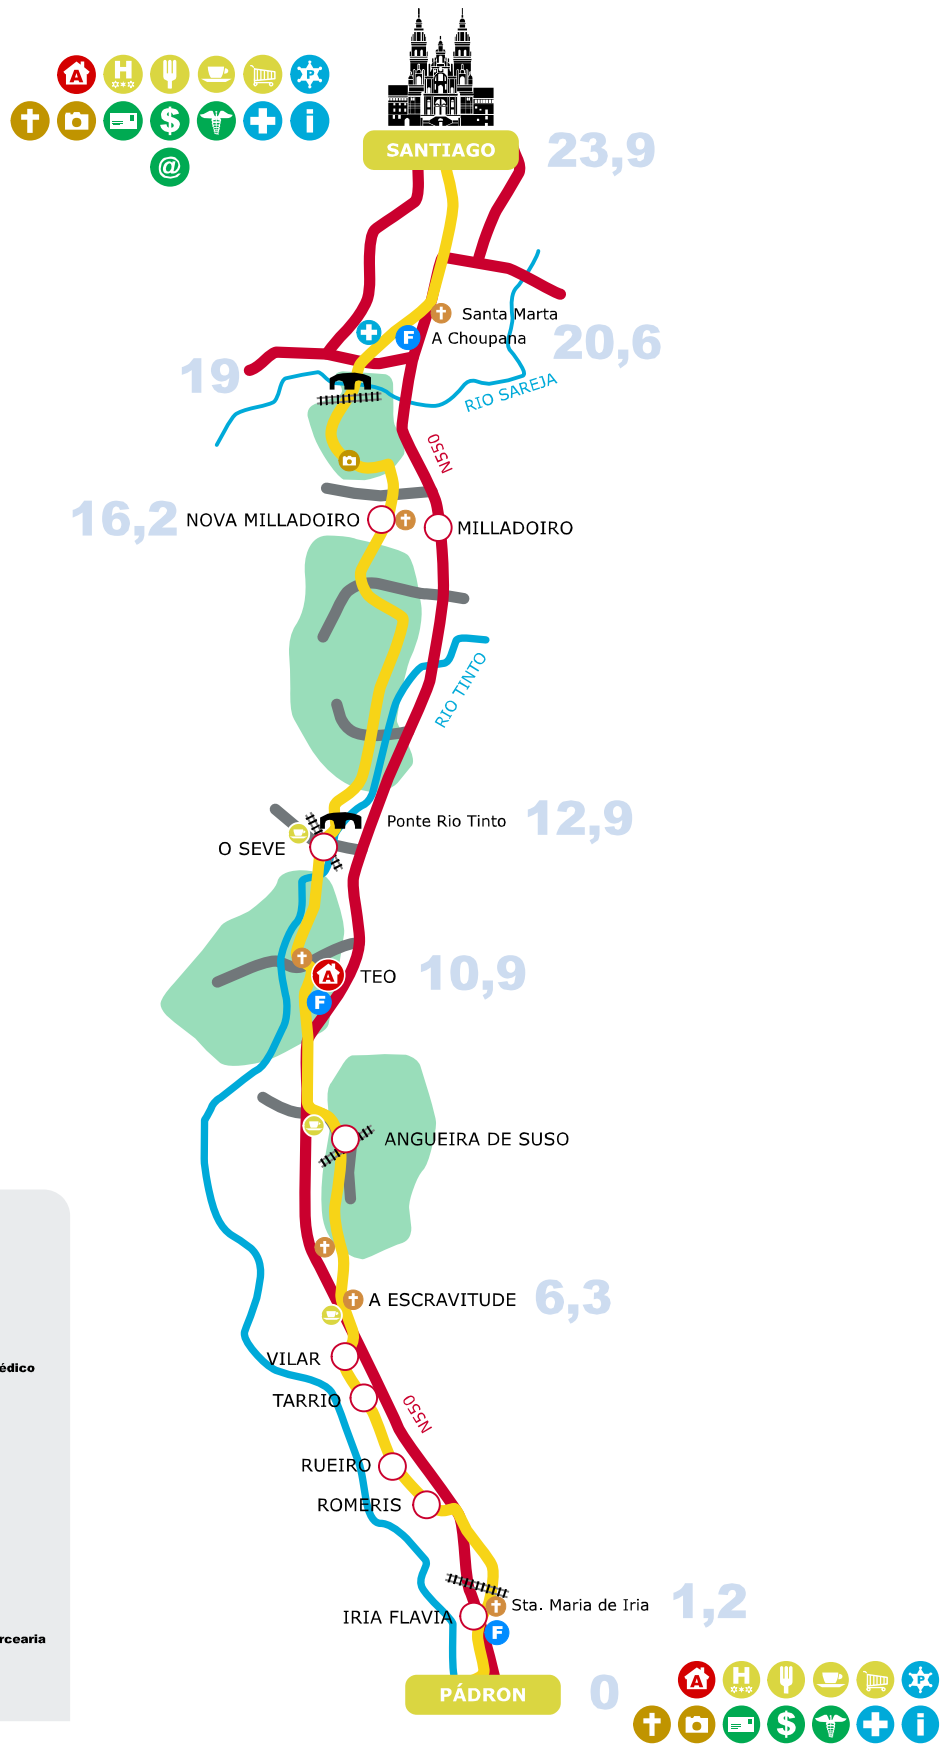 A H P
$ i
@
SANTIAGO 23,9
Santa Marta
F A Choupana 20,6
19
RIO SAREJA
N550
16,2 NOVA MILLADOIRO MILLADOIRO
RIO TINTO
Ponte Rio Tinto 12,9
O SEVE
A TEO 10,9
F
ANGUEIRA DE SUSO
A ESCRAVITUDE 6,3
VILAR
édico
TARRIO
N550
RUEIRO
ROMERIS
Sta. Maria de Iria 1,2
IRIA FLAVIA
F
rcearia
PÁDRON 0
A H P
$ i